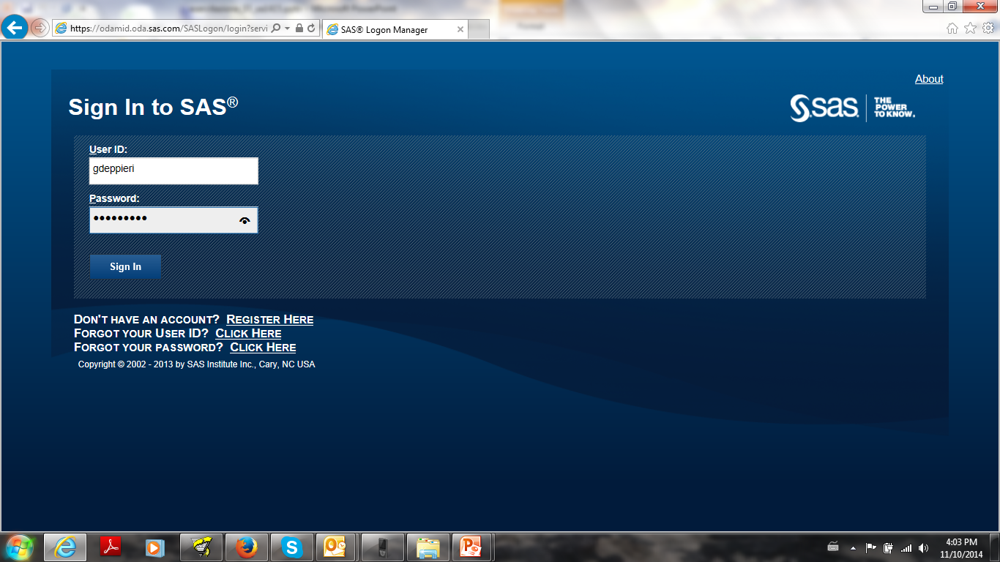 https://odamid.oda.sas.com/SASLogon/login?servi
SAS® Logon Manager
About
Sign In to SAS®
sas THE POWER TO KNOW.
User ID:
gdeppieri
Password:
•••••••••
Sign In
DON'T HAVE AN ACCOUNT? REGISTER HERE
FORGOT YOUR USER ID? CLICK HERE
FORGOT YOUR PASSWORD? CLICK HERE
Copyright © 2002 - 2013 by SAS Institute Inc., Cary, NC USA
4:03 PM
11/10/2014